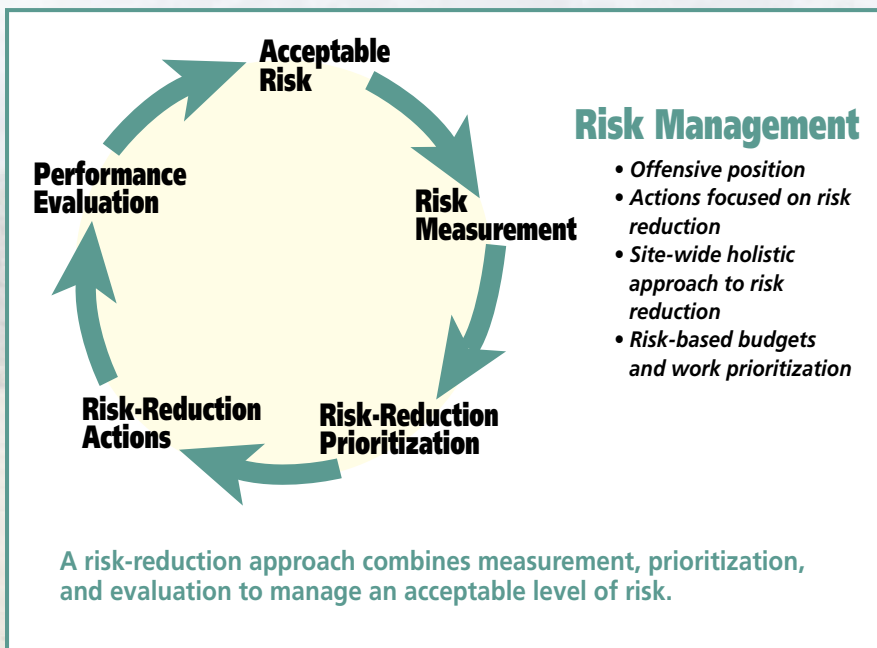 Acceptable
Risk
Risk
Measurement
Risk-Reduction
Prioritization
Risk-Reduction
Actions
Performance
Evaluation
Risk Management
• Offensive position
• Actions focused on risk
reduction
• Site-wide holistic
approach to risk
reduction
• Risk-based budgets
and work prioritization
A risk-reduction approach combines measurement, prioritization,
and evaluation to manage an acceptable level of risk.